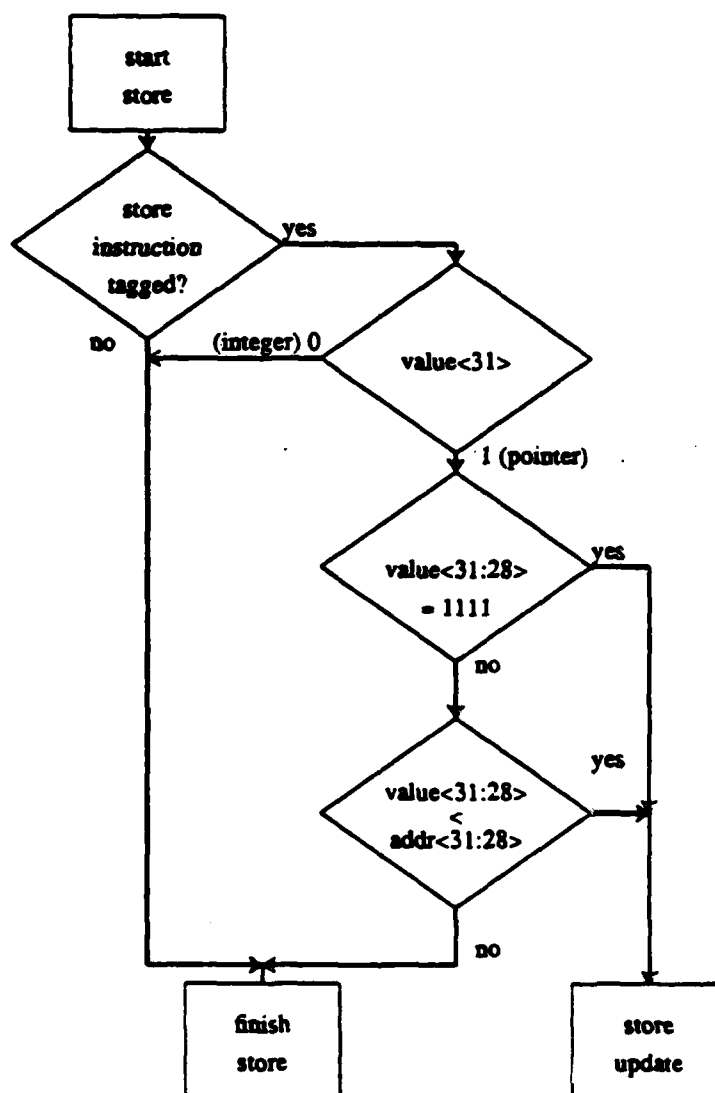 start
store
store
instruction
tagged?
yes
no
(integer) 0
value<31>
1 (pointer)
value<31:28>
= 1111
yes
no
value<31:28>
<
addr<31:28>
yes
no
finish
store
store
update